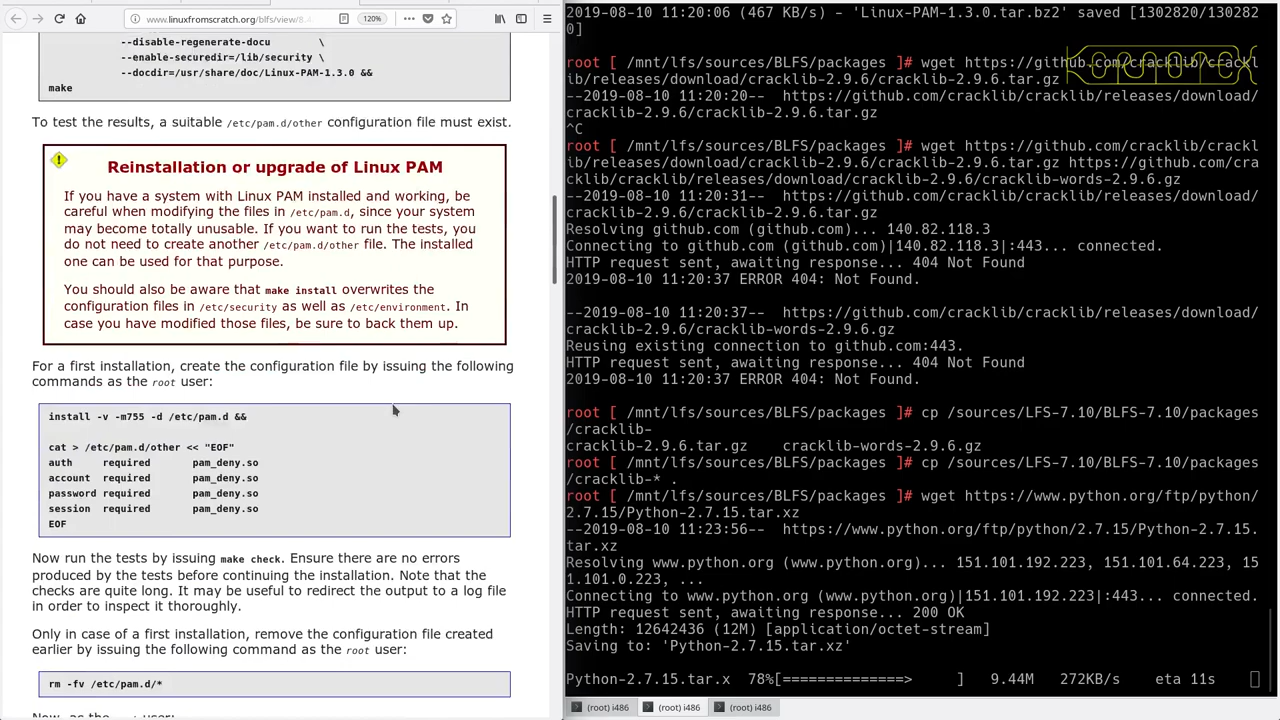 www.linuxfromscratch.org/blfs/view/8.4
120%
--disable-regenerate-docu \
--enable-securedir=/lib/security \
--docdir=/usr/share/doc/Linux-PAM-1.3.0 &&
make
To test the results, a suitable /etc/pam.d/other configuration file must exist.
Reinstallation or upgrade of Linux PAM
If you have a system with Linux PAM installed and working, be
careful when modifying the files in /etc/pam.d, since your system
may become totally unusable. If you want to run the tests, you
do not need to create another /etc/pam.d/other file. The installed
one can be used for that purpose.
You should also be aware that make install overwrites the
configuration files in /etc/security as well as /etc/environment. In
case you have modified those files, be sure to back them up.
For a first installation, create the configuration file by issuing the following
commands as the root user:
install -v -m755 -d /etc/pam.d &&
cat > /etc/pam.d/other << "EOF"
auth required pam_deny.so
account required pam_deny.so
password required pam_deny.so
session required pam_deny.so
EOF
Now run the tests by issuing make check. Ensure there are no errors
produced by the tests before continuing the installation. Note that the
checks are quite long. It may be useful to redirect the output to a log file
in order to inspect it thoroughly.
Only in case of a first installation, remove the configuration file created
earlier by issuing the following command as the root user:
rm -fv /etc/pam.d/*
2019-08-10 11:20:06 (467 KB/s) - 'Linux-PAM-1.3.0.tar.bz2' saved [1302820/130282
0]
root [ /mnt/lfs/sources/BLFS/packages ]# wget https://github.com/crackl
ib/releases/download/cracklib-2.9.6/cracklib-2.9.6.tar.gz
--2019-08-10 11:20:20-- https://github.com/cracklib/cracklib/releases/download/
cracklib-2.9.6/cracklib-2.9.6.tar.gz
^C
root [ /mnt/lfs/sources/BLFS/packages ]# wget https://github.com/cracklib/crackl
ib/releases/download/cracklib-2.9.6/cracklib-2.9.6.tar.gz https://github.com/cra
cklib/cracklib/releases/download/cracklib-2.9.6/cracklib-words-2.9.6.gz
--2019-08-10 11:20:31-- https://github.com/cracklib/cracklib/releases/download/
cracklib-2.9.6/cracklib-2.9.6.tar.gz
Resolving github.com (github.com)... 140.82.118.3
Connecting to github.com (github.com)|140.82.118.3|:443... connected.
HTTP request sent, awaiting response... 404 Not Found
2019-08-10 11:20:37 ERROR 404: Not Found.
--2019-08-10 11:20:37-- https://github.com/cracklib/cracklib/releases/download/
cracklib-2.9.6/cracklib-words-2.9.6.gz
Reusing existing connection to github.com:443.
HTTP request sent, awaiting response... 404 Not Found
2019-08-10 11:20:37 ERROR 404: Not Found.
root [ /mnt/lfs/sources/BLFS/packages ]# cp /sources/LFS-7.10/BLFS-7.10/packages
/cracklib-
cracklib-2.9.6.tar.gz cracklib-words-2.9.6.gz
root [ /mnt/lfs/sources/BLFS/packages ]# cp /sources/LFS-7.10/BLFS-7.10/packages
/cracklib-* .
root [ /mnt/lfs/sources/BLFS/packages ]# wget https://www.python.org/ftp/python/
2.7.15/Python-2.7.15.tar.xz
--2019-08-10 11:23:56-- https://www.python.org/ftp/python/2.7.15/Python-2.7.15.
tar.xz
Resolving www.python.org (www.python.org)... 151.101.192.223, 151.101.64.223, 15
1.101.0.223, ...
Connecting to www.python.org (www.python.org)|151.101.192.223|:443... connected.
HTTP request sent, awaiting response... 200 OK
Length: 12642436 (12M) [application/octet-stream]
Saving to: 'Python-2.7.15.tar.xz'
Python-2.7.15.tar.x 78%[==============> ] 9.44M 272KB/s eta 11s
(root) i486
(root) i486
(root) i486